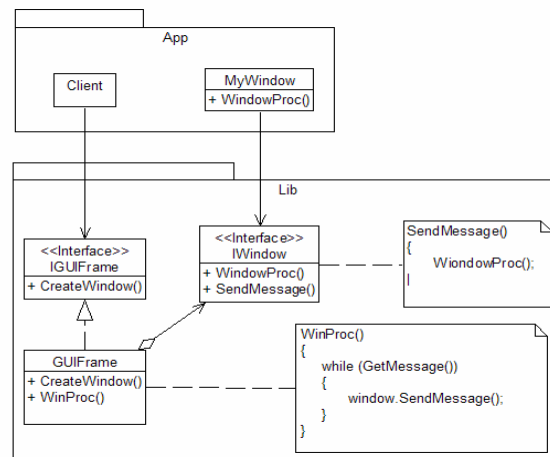 App
Client
MyWindow
+ WindowProc()
Lib
<<Interface>>
IGUIFrame
+ CreateWindow()
<<Interface>>
IWindow
+ WindowProc()
+ SendMessage()
SendMessage()
{
WiondowProc();
|
GUIFrame
+ CreateWindow()
+ WinProc()
WinProc()
{
while (GetMessage())
{
window.SendMessage();
}
}